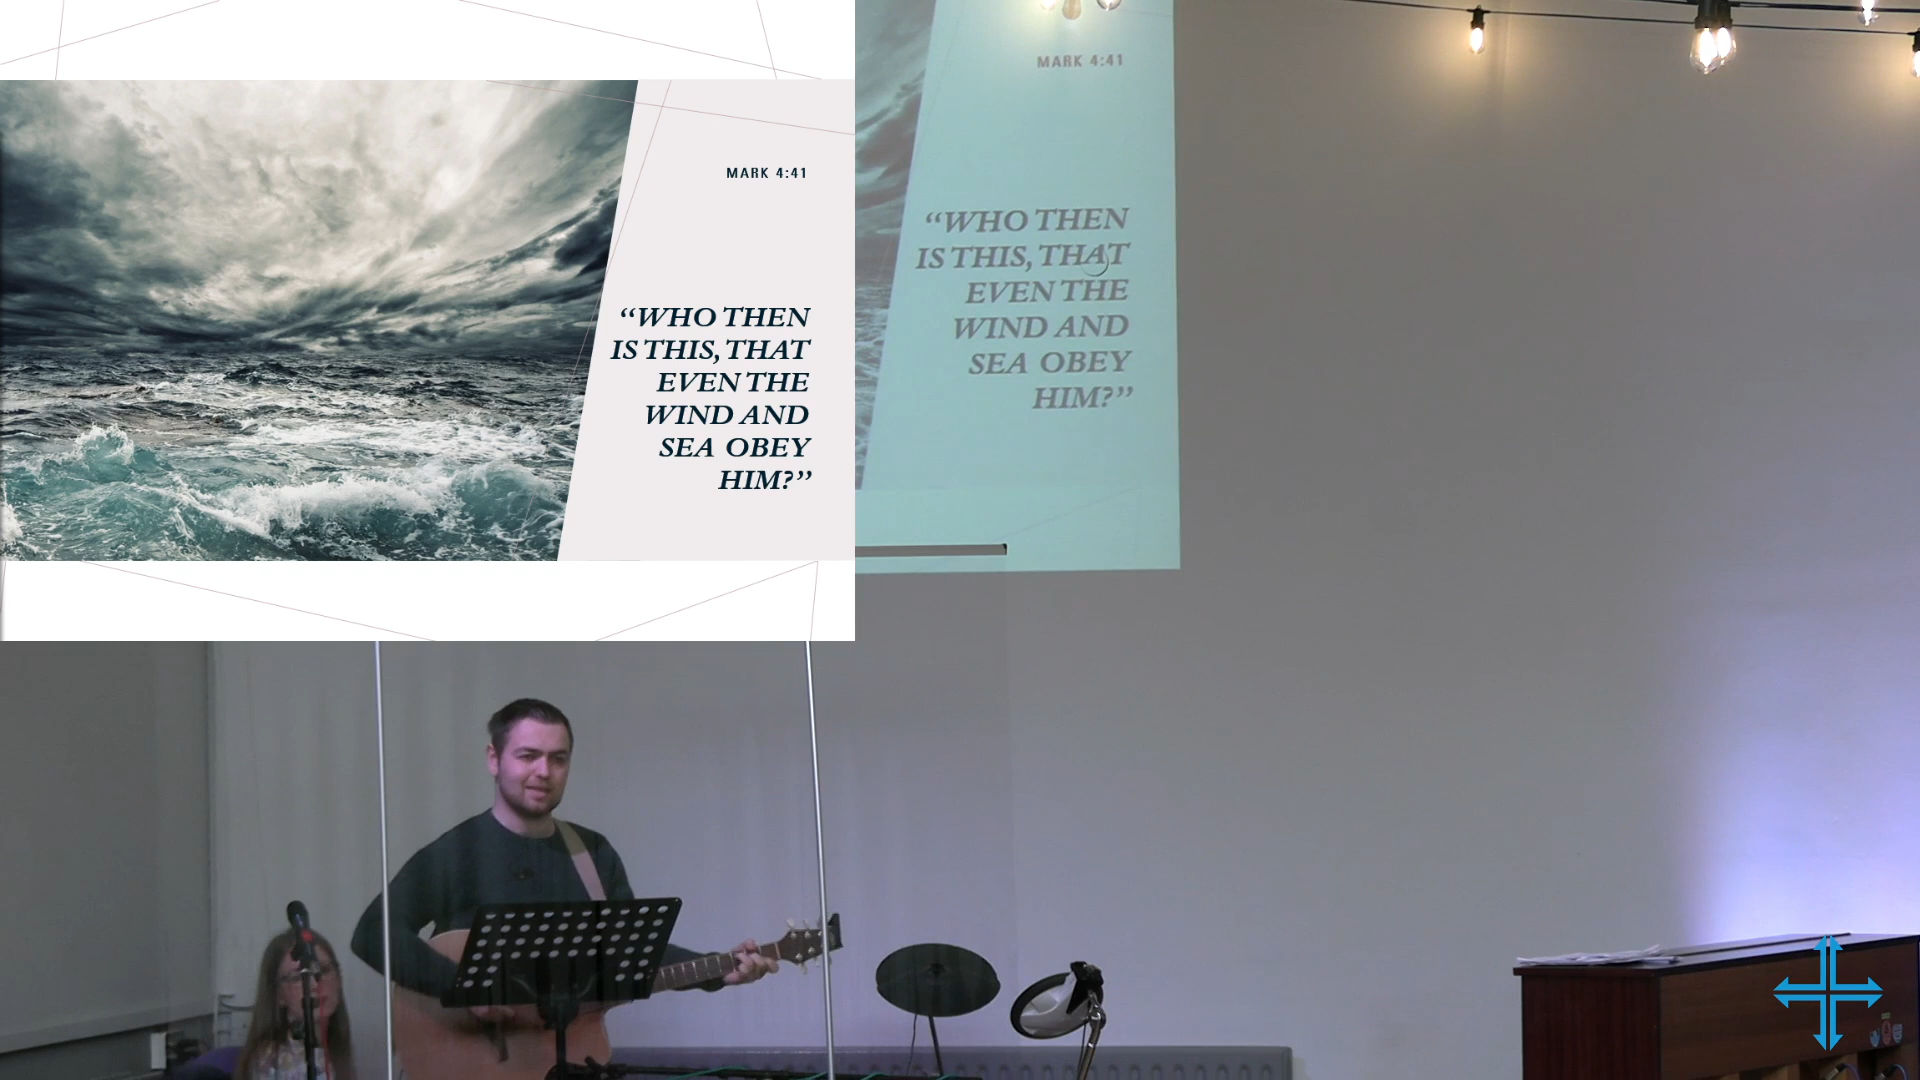 MARK 4:41
“WHO THEN
IS THIS, THAT
EVEN THE
WIND AND
SEA OBEY
HIM?”
MARK 4:41
“WHO THEN
IS THIS, THAT
EVEN THE
WIND AND
SEA OBEY
HIM?”